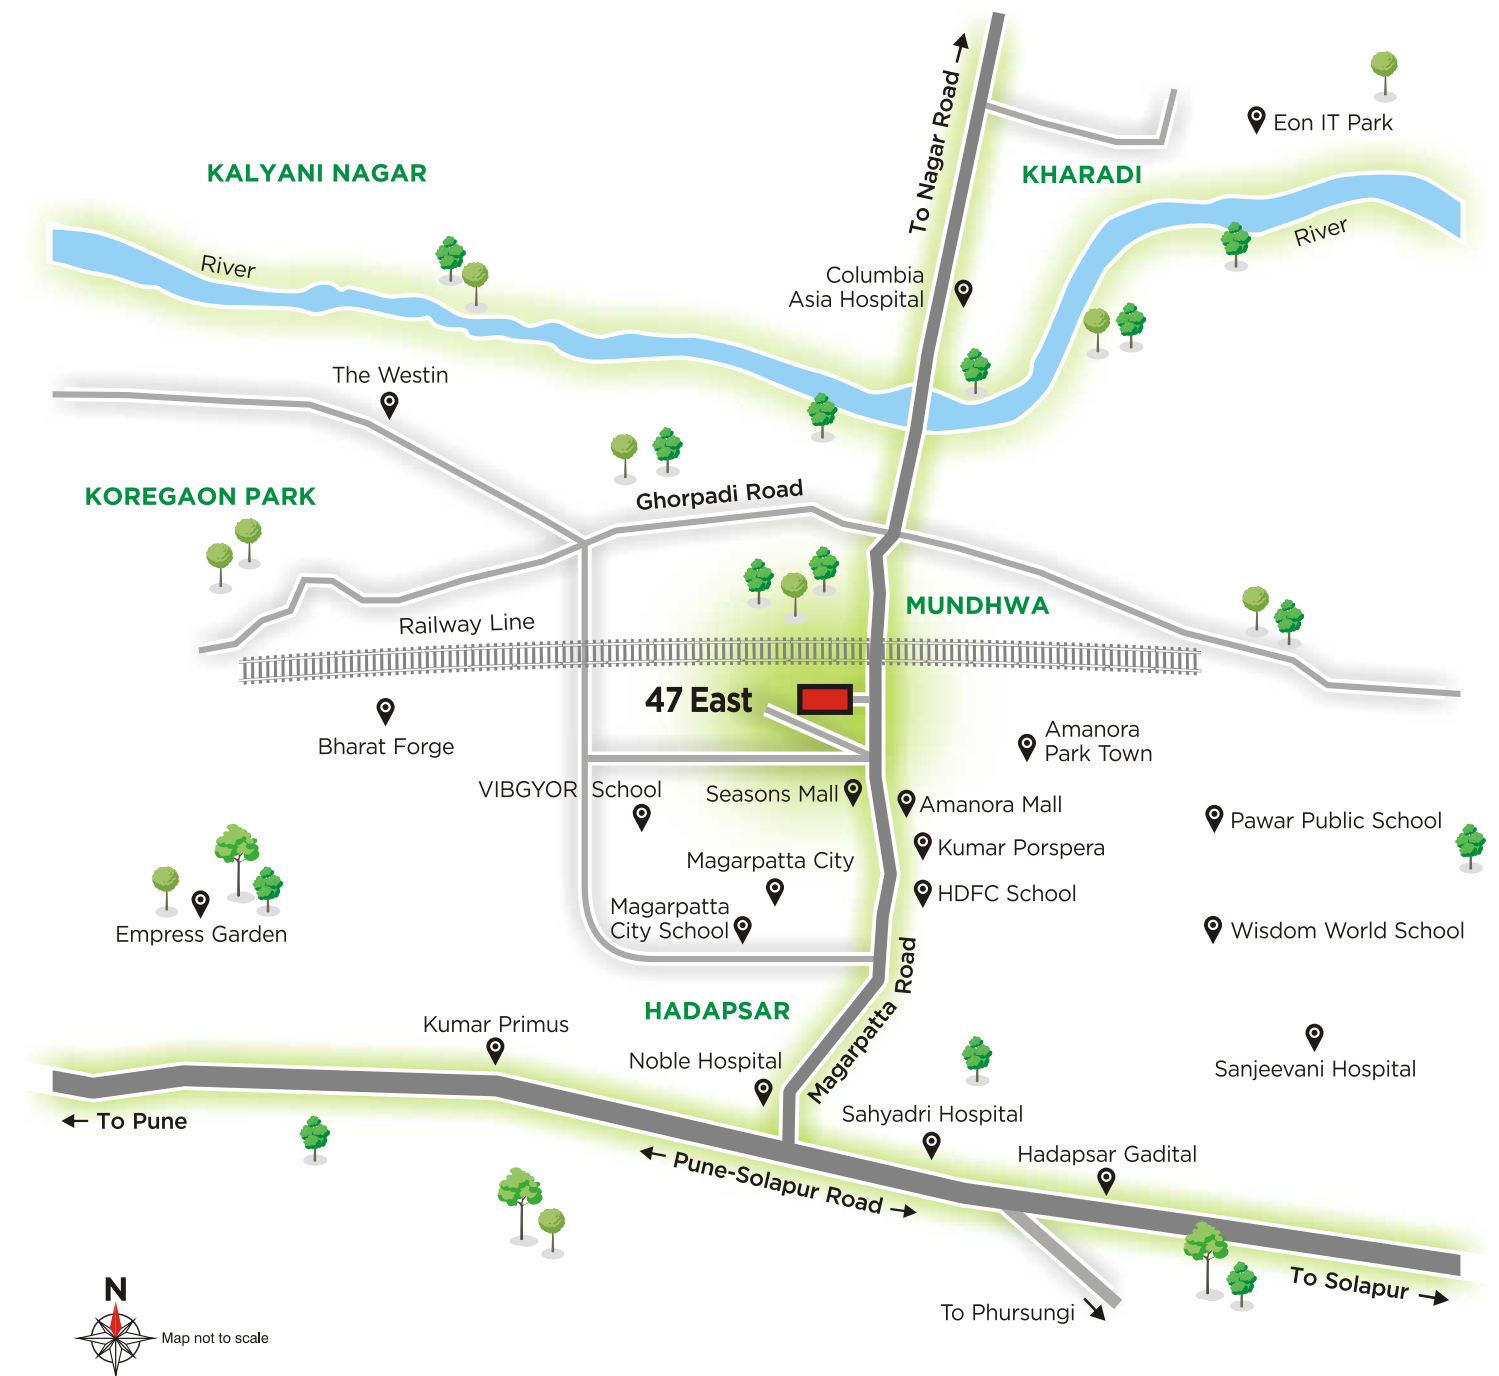 Eon IT Park
KALYANI NAGAR
KHARADI
To Nagar Road
River
River
Columbia
Asia Hospital
The Westin
KOREGAON PARK
Ghorpadi Road
MUNDHWA
Railway Line
47 East
Bharat Forge
Amanora
Park Town
VIBGYOR School
Seasons Mall
Amanora Mall
Pawar Public School
Kumar Porspera
Magarpatta City
HDFC School
Magarpatta
City School
Empress Garden
Wisdom World School
Magarpatta Road
HADAPSAR
Kumar Primus
Noble Hospital
Sanjeevani Hospital
To Pune
Sahyadri Hospital
Hadapsar Gadital
Pune-Solapur Road
To Solapur
To Phursungi
N
Map not to scale